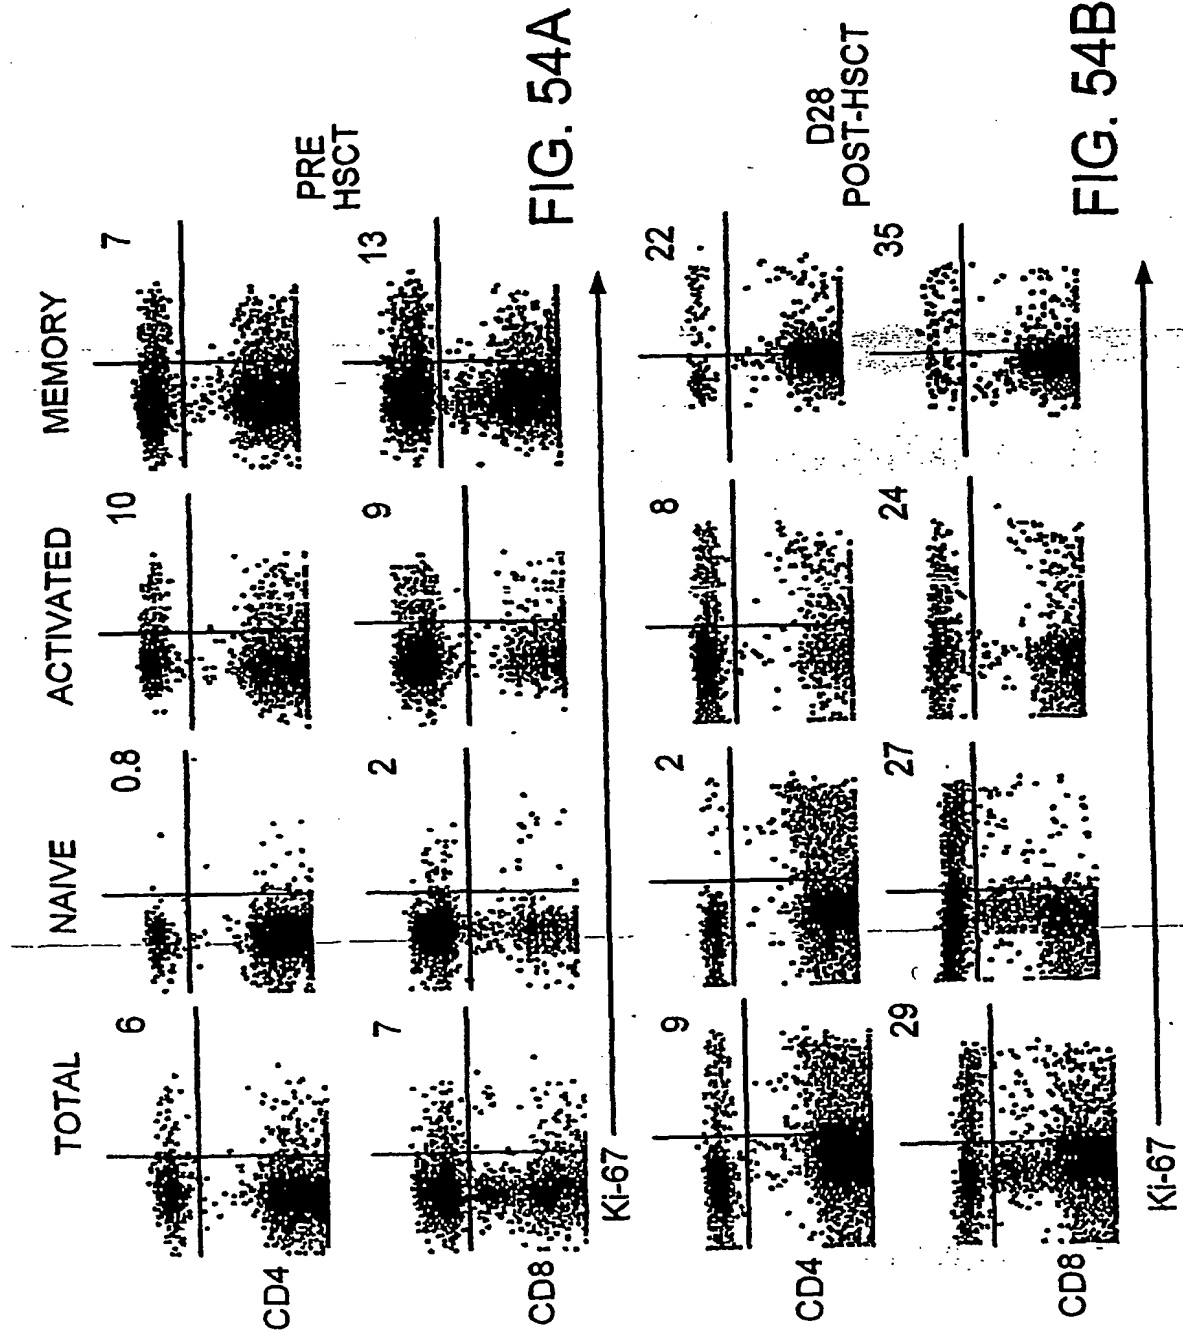 TOTAL NAIVE ACTIVATED MEMORY
CD4 6 0.8 10 7
PRE
HSCT
CD8 7 2 9 13
Ki-67
FIG. 54A
CD4 9 2 8 22
D28
POST-HSCT
CD8 29 27 24 35
Ki-67
FIG. 54B